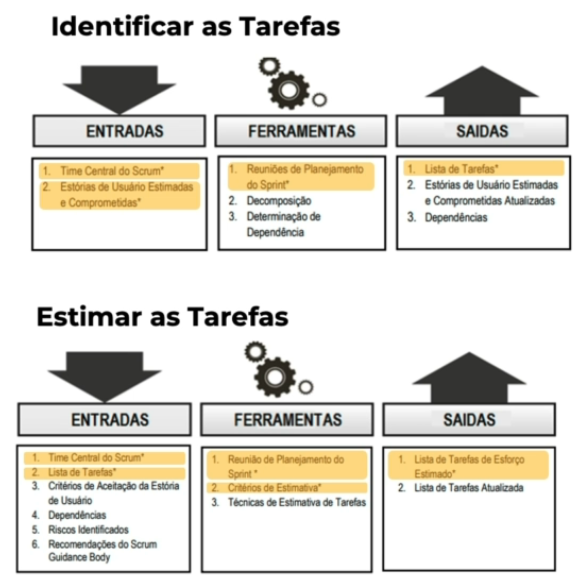 Identificar as Tarefas
ENTRADAS
1. Time Central do Scrum*
2. Estórias de Usuário Estimadas
e Comprometidas*
FERRAMENTAS
1. Reuniões de Planejamento
do Sprint*
2. Decomposição
3. Determinação de
Dependência
SAIDAS
1. Lista de Tarefas*
2. Estórias de Usuário Estimadas
e Comprometidas Atualizadas
3. Dependências
Estimar as Tarefas
ENTRADAS
1. Time Central do Scrum*
2. Lista de Tarefas*
3. Critérios de Aceitação da Estória
de Usuário
4. Dependências
5. Riscos Identificados
6. Recomendações do Scrum
Guidance Body
FERRAMENTAS
1. Reunião de Planejamento do
Sprint *
2. Critérios de Estimativa*
3. Técnicas de Estimativa de Tarefas
SAIDAS
1. Lista de Tarefas de Esforço
Estimado*
2. Lista de Tarefas Atualizada